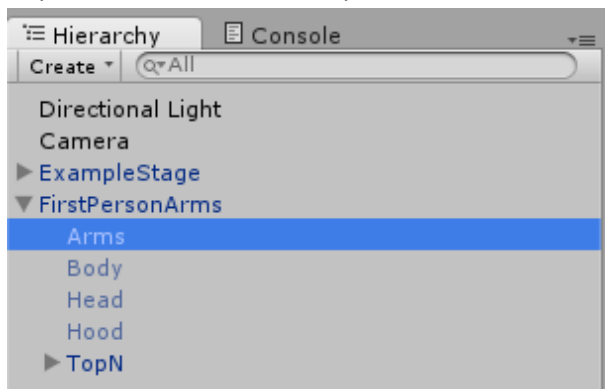 Hierarchy Console
Create All
Directional Light
Camera
ExampleStage
FirstPersonArms
Arms
Body
Head
Hood
TopN